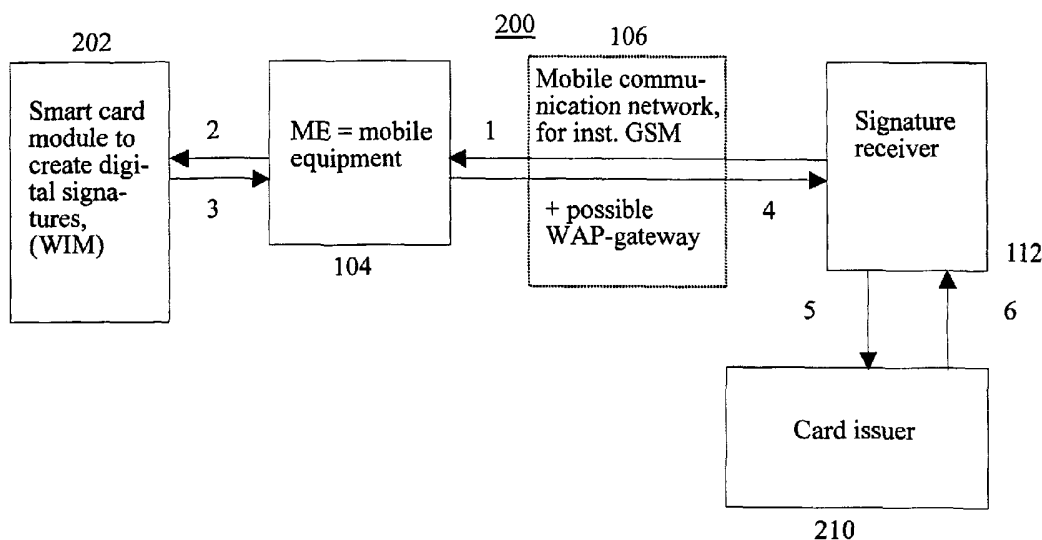 200
202
Smart card
module to
create digi-
tal signa-
tures,
(WIM)
2
3
ME = mobile
equipment
104
1
106
Mobile commu-
nication network,
for inst. GSM
+ possible
WAP-gateway
4
Signature
receiver
112
5
6
Card issuer
210